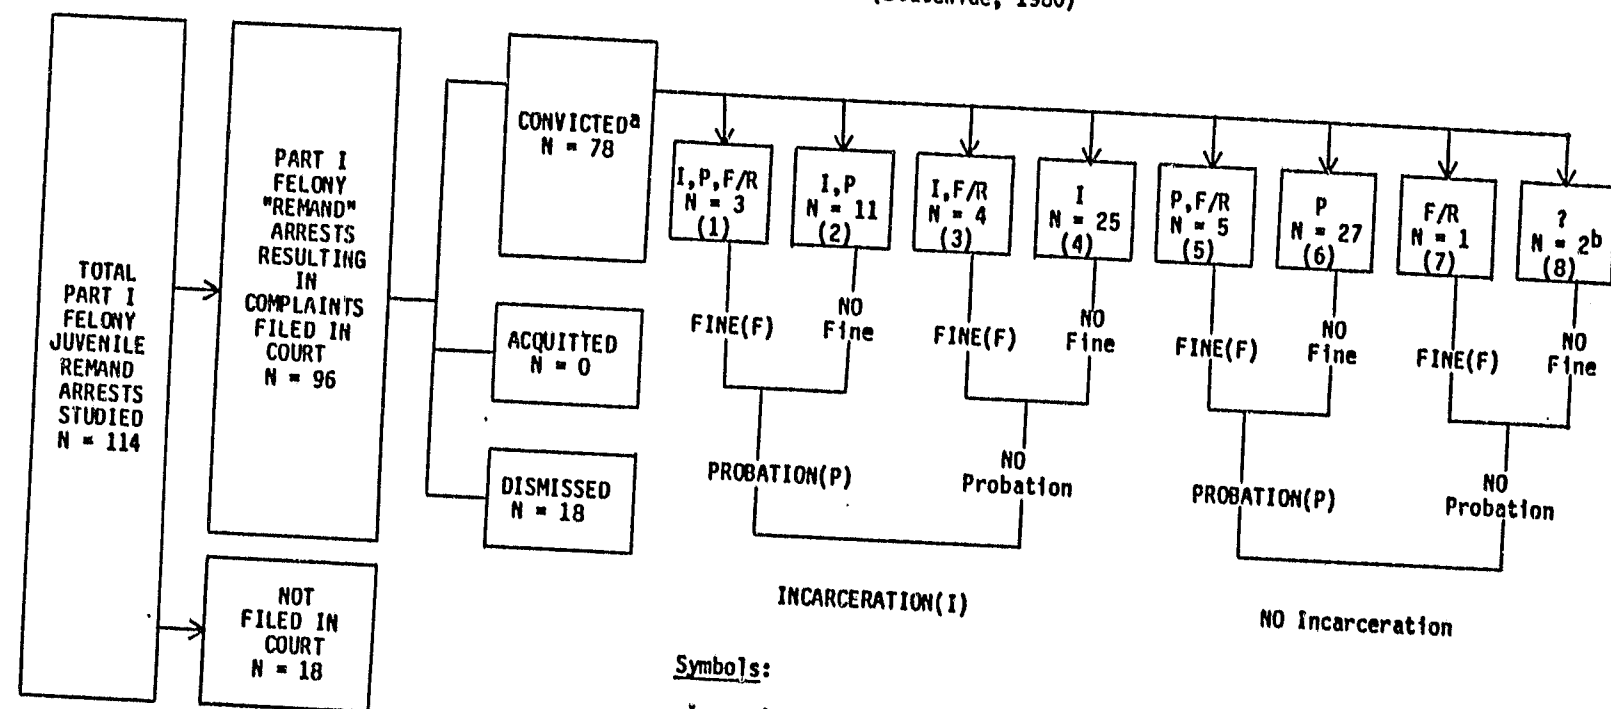 TOTAL
PART I
FELONY
JUVENILE
REMAND
ARRESTS
STUDIED
N = 114
PART I
FELONY
"REMAND"
ARRESTS
RESULTING
IN
COMPLAINTS
FILED IN
COURT
N = 96
NOT
FILED IN
COURT
N = 18
CONVICTEDa
N = 78
ACQUITTED
N = 0
DISMISSED
N = 18
I,P,F/R
N = 3
(1)
I,P
N = 11
(2)
I,F/R
N = 4
(3)
I
N = 25
(4)
P,F/R
N = 5
(5)
P
N = 27
(6)
F/R
N = 1
(7)
?
N = 2b
(8)
FINE(F)
NO
Fine
FINE(F)
NO
Fine
FINE(F)
NO
Fine
FINE(F)
NO
Fine
PROBATION(P)
NO
Probation
PROBATION(P)
NO
Probation
INCARCERATION(I)
NO Incarceration
Symbols: